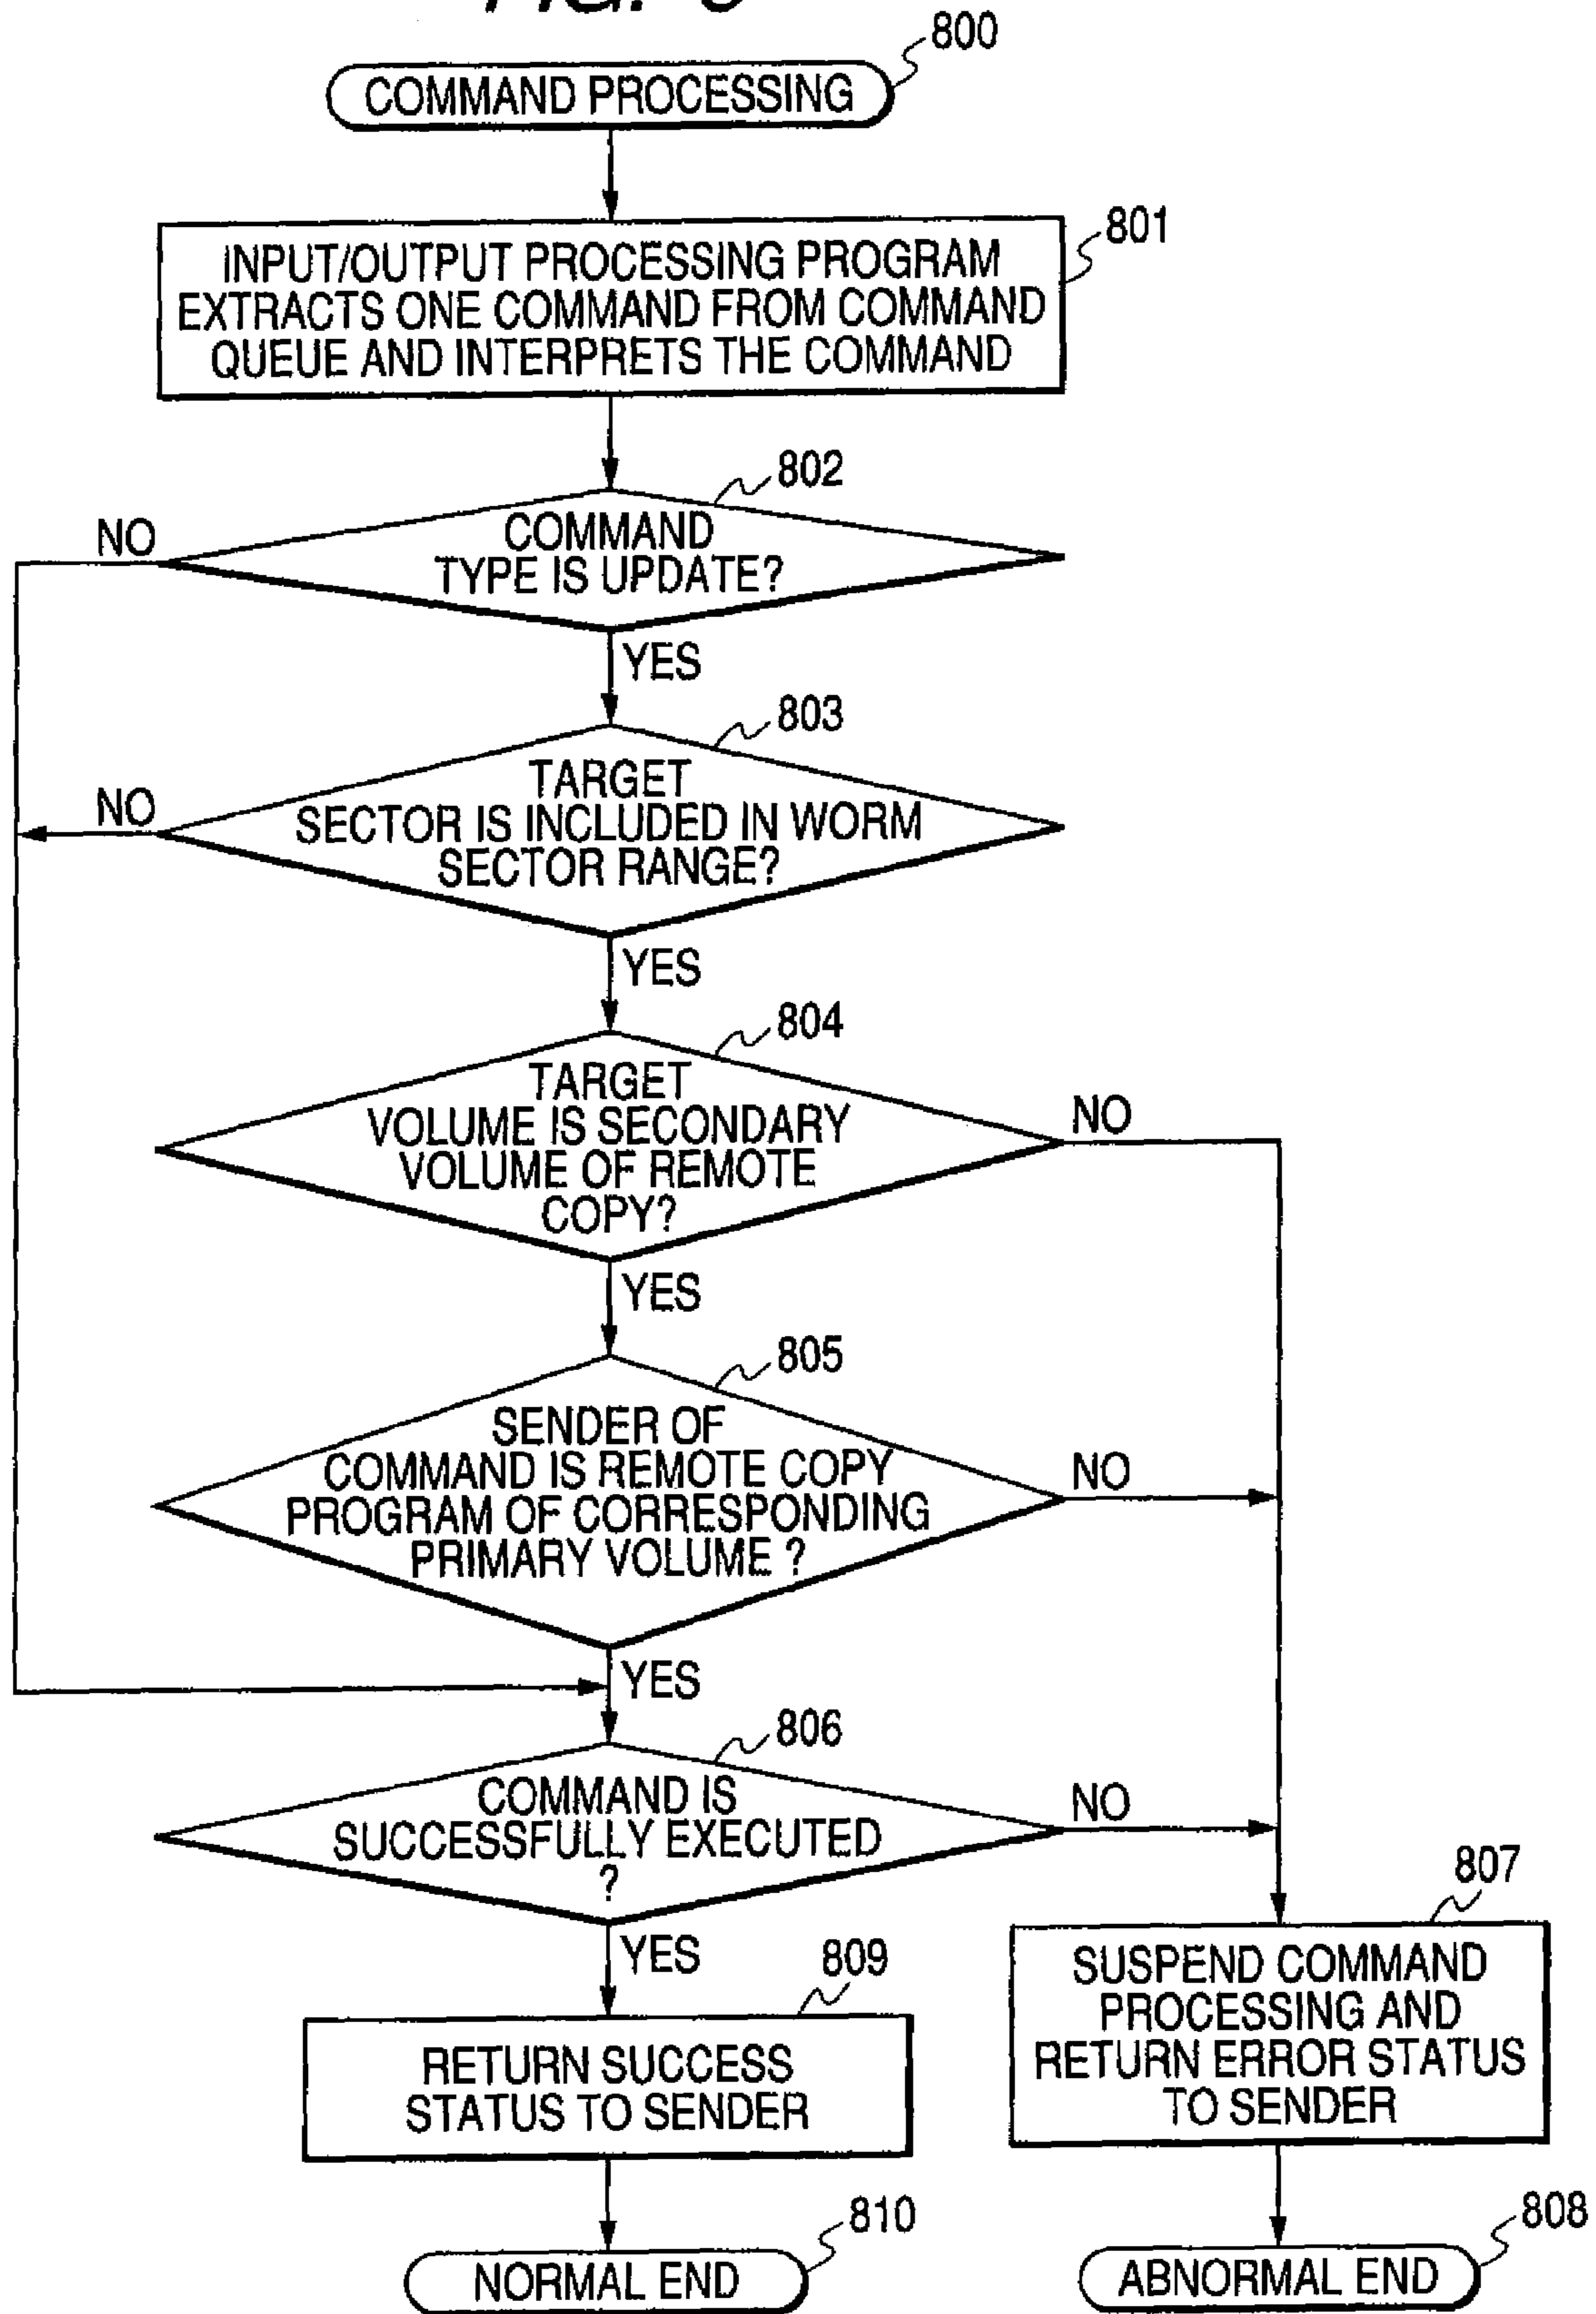 800
COMMAND PROCESSING
801
INPUT/OUTPUT PROCESSING PROGRAM
EXTRACTS ONE COMMAND FROM COMMAND
QUEUE AND INTERPRETS THE COMMAND
802
NO
COMMAND
TYPE IS UPDATE?
YES
803
NO
TARGET
SECTOR IS INCLUDED IN WORM
SECTOR RANGE?
YES
804
TARGET
VOLUME IS SECONDARY
VOLUME OF REMOTE
COPY?
NO
YES
805
SENDER OF
COMMAND IS REMOTE COPY
PROGRAM OF CORRESPONDING
PRIMARY VOLUME ?
NO
YES
806
COMMAND IS
SUCCESSFULLY EXECUTED
?
NO
YES
807
SUSPEND COMMAND
PROCESSING AND
RETURN ERROR STATUS
TO SENDER
809
RETURN SUCCESS
STATUS TO SENDER
810
NORMAL END
808
ABNORMAL END